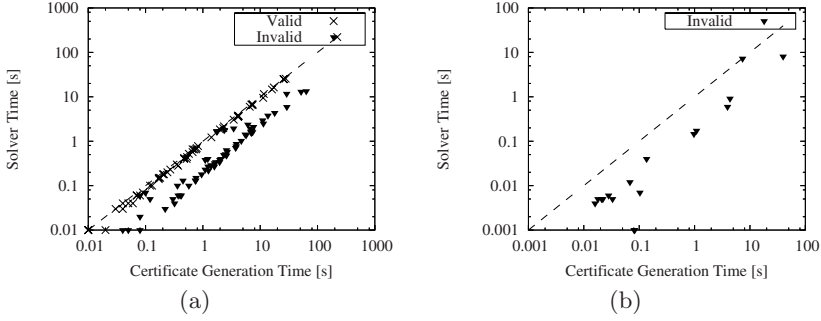 Valid
Invalid
1000
100
10
1
0.1
0.01
Solver Time [s]
0.01 0.1 1 10 100 1000
Certificate Generation Time [s]
(a)
Invalid
100
10
1
0.1
0.01
0.001
Solver Time [s]
0.001 0.01 0.1 1 10 100
Certificate Generation Time [s]
(b)